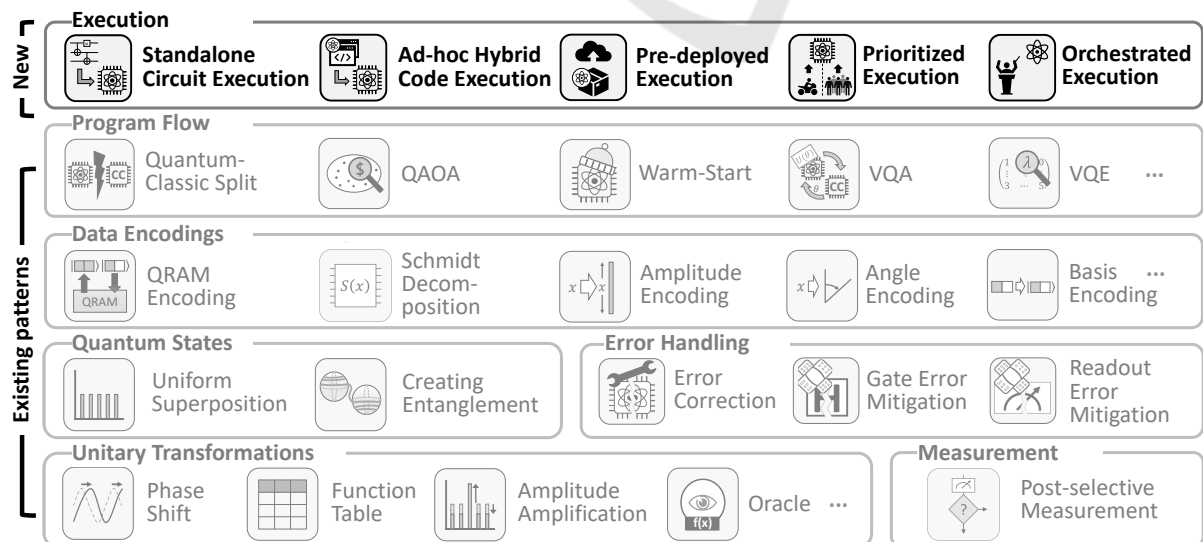 Execution
New
Standalone
Circuit Execution
Ad-hoc Hybrid
Code Execution
Pre-deployed
Execution
Prioritized
Execution
Orchestrated
Execution
Existing patterns
Program Flow
Quantum-
Classic Split
CC
QAOA
$
Warm-Start
VQA
U(θ)
θ
CC
VQE
λ
...
Data Encodings
QRAM
Encoding
QRAM
Schmidt
Decom-
position
S(x)
Amplitude
Encoding
x
x
Angle
Encoding
x
Basis
Encoding
...
Quantum States
Uniform
Superposition
Creating
Entanglement
Error Handling
Error
Correction
Gate Error
Mitigation
H
Readout
Error
Mitigation
Unitary Transformations
Phase
Shift
Function
Table
Amplitude
Amplification
Oracle
f(x)
...
Measurement
Post-selective
Measurement
?